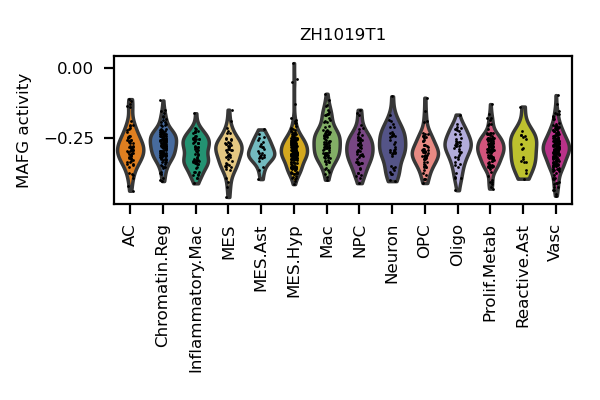 ZH1019T1
MAFG activity
0.00
−0.25
AC
Chromatin.Reg
Inflammatory.Mac
MES
MES.Ast
MES.Hyp
Mac
NPC
Neuron
OPC
Oligo
Prolif.Metab
Reactive.Ast
Vasc